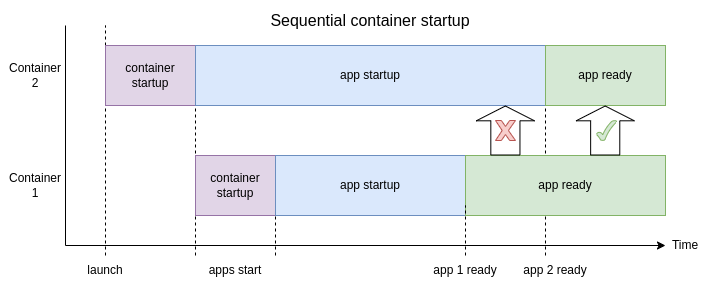 Sequential container startup
Container
2
container
startup
app startup
app ready
Container
1
container
startup
app startup
app ready
Time
launch
apps start
app 1 ready
app 2 ready